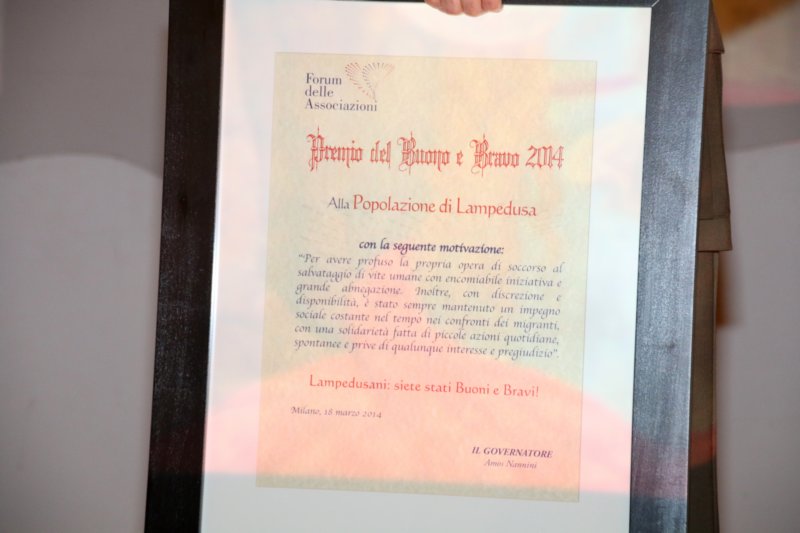 Forum
delle
Associazioni
Premio del Buono e Bravo 2014
Alla Popolazione di Lampedusa
con la seguente motivazione:
"Per avere profuso la propria opera di soccorso al
salvataggio di vite umane con encomiabile iniziativa e
grande abnegazione. Inoltre, con discrezione e
disponibilità, è stato sempre mantenuto un impegno
sociale costante nel tempo nei confronti dei migranti,
con una solidarietà fatta di piccole azioni quotidiane,
spontanee e prive di qualunque interesse e pregiudizio".
Lampedusani: siete stati Buoni e Bravi!
Milano, 18 marzo 2014
IL GOVERNATORE
Amos Nannini